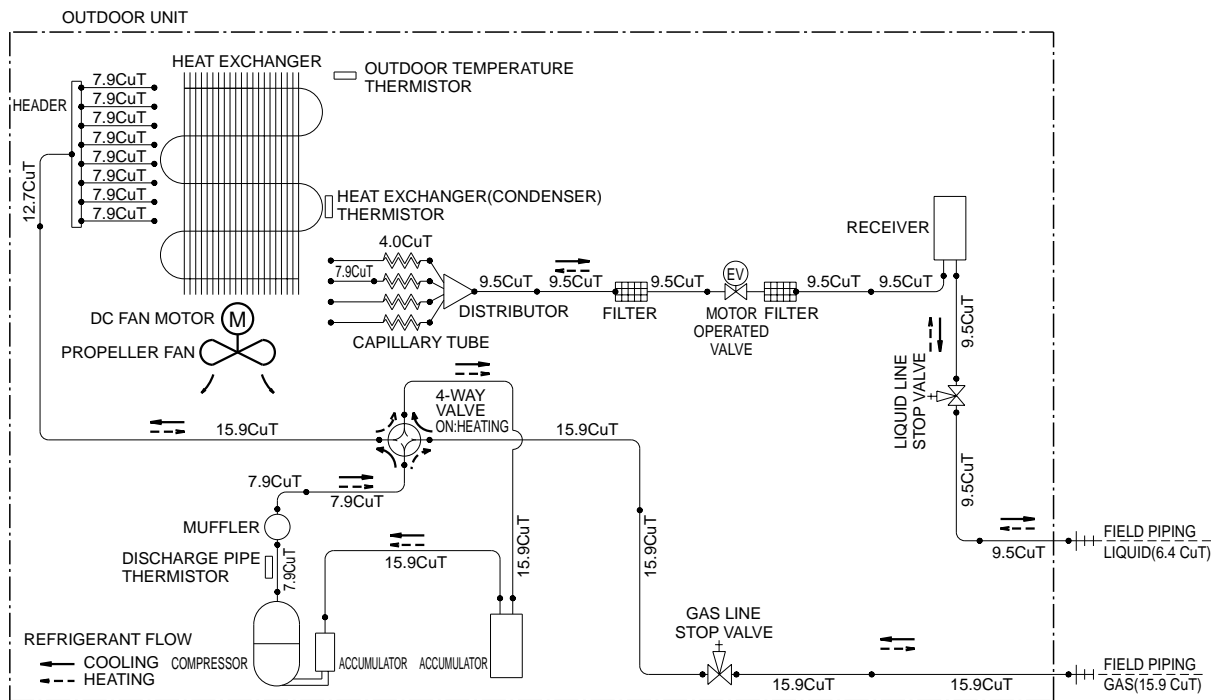 OUTDOOR UNIT
HEAT EXCHANGER
OUTDOOR TEMPERATURE
THERMISTOR
HEADER
7.9CuT
7.9CuT
7.9CuT
7.9CuT
7.9CuT
7.9CuT
7.9CuT
7.9CuT
12.7CuT
HEAT EXCHANGER(CONDENSER)
THERMISTOR
RECEIVER
4.0CuT
7.9CuT
9.5CuT
9.5CuT
9.5CuT
EV
9.5CuT
9.5CuT
DISTRIBUTOR
FILTER
MOTOR
OPERATED
VALVE
FILTER
CAPILLARY TUBE
DC FAN MOTOR
M
PROPELLER FAN
9.5CuT
LIQUID LINE
STOP VALVE
4-WAY
VALVE
ON:HEATING
15.9CuT
15.9CuT
9.5CuT
7.9CuT
7.9CuT
MUFFLER
DISCHARGE PIPE
THERMISTOR
7.9CuT
15.9CuT
15.9CuT
15.9CuT
9.5CuT
FIELD PIPING
LIQUID(6.4 CuT)
GAS LINE
STOP VALVE
REFRIGERANT FLOW
COOLING
HEATING
COMPRESSOR
ACCUMULATOR
ACCUMULATOR
15.9CuT
15.9CuT
FIELD PIPING
GAS(15.9 CuT)